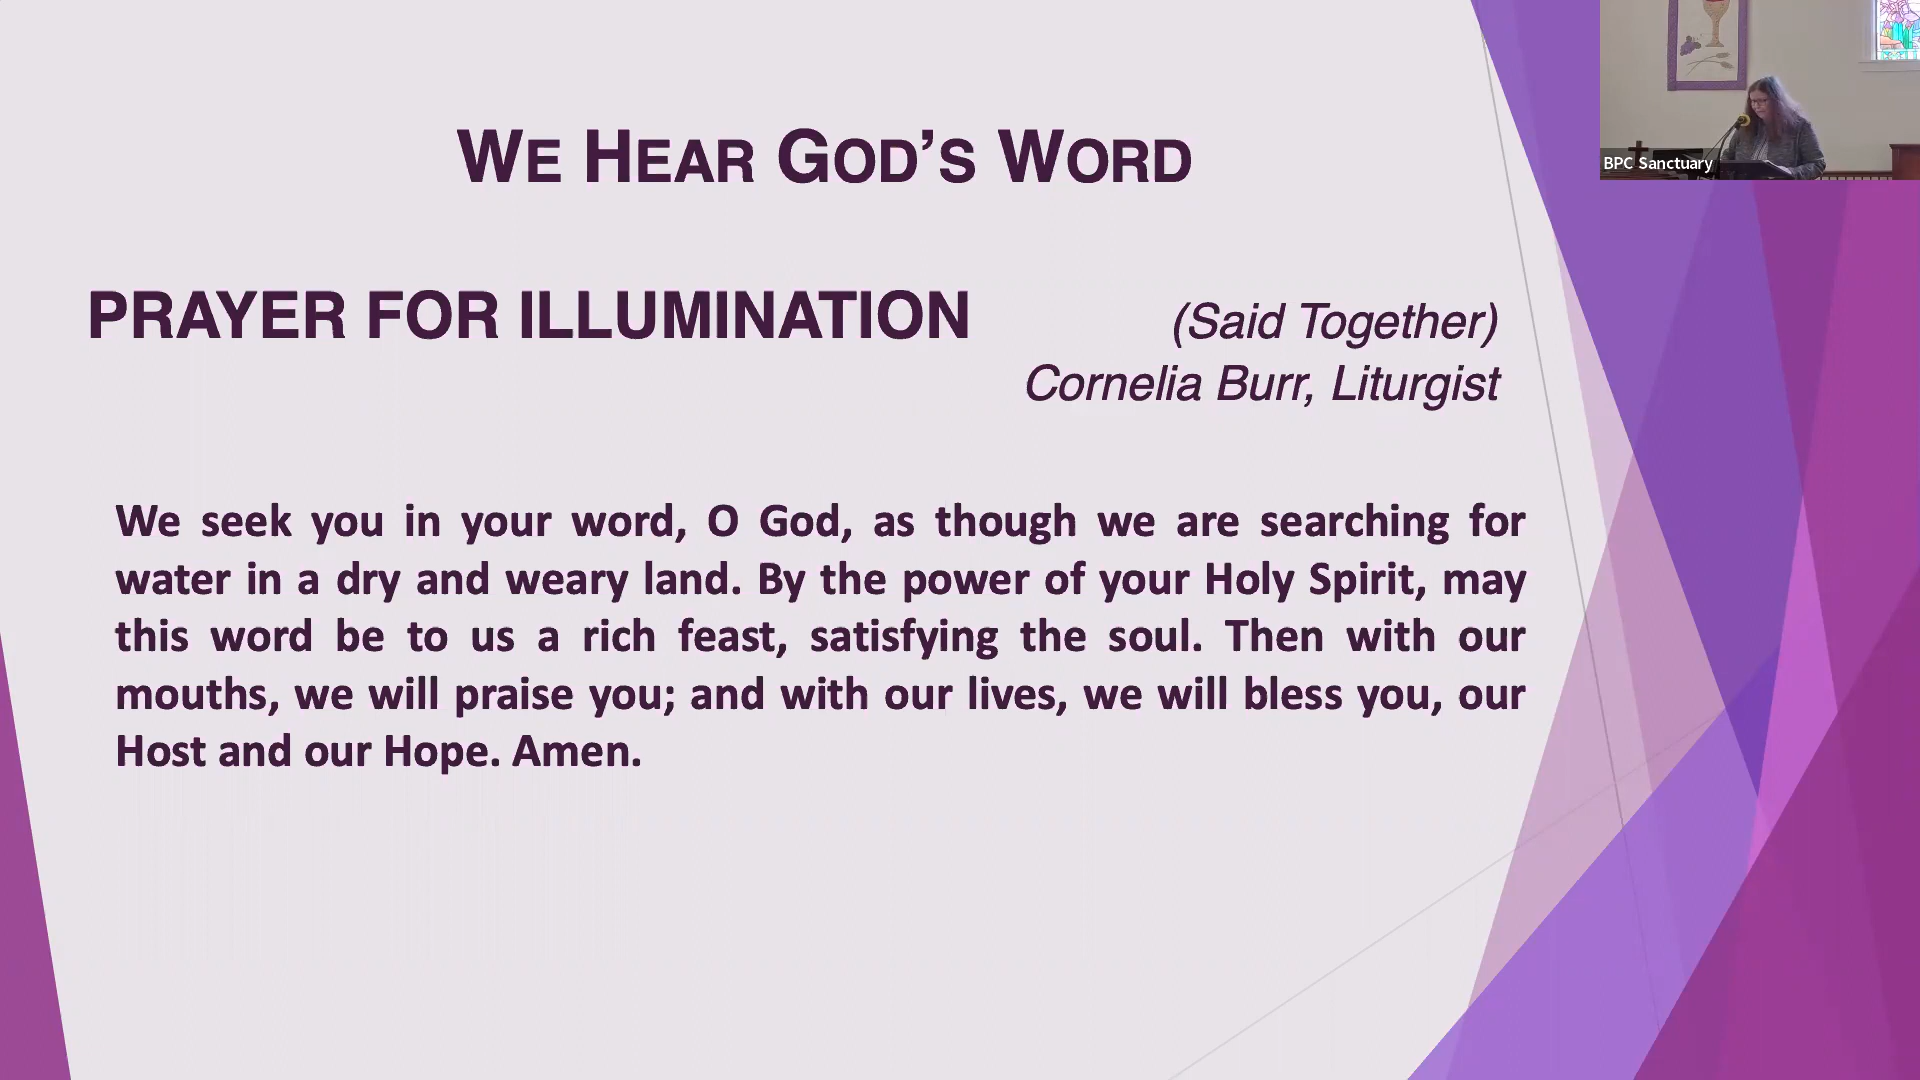 WE HEAR GOD’S WORD
PRAYER FOR ILLUMINATION (Said Together)
Cornelia Burr, Liturgist
We seek you in your word, O God, as though we are searching for
water in a dry and weary land. By the power of your Holy Spirit, may
this word be to us a rich feast, satisfying the soul. Then with our
mouths, we will praise you; and with our lives, we will bless you, our
Host and our Hope. Amen.
BPC Sanctuary